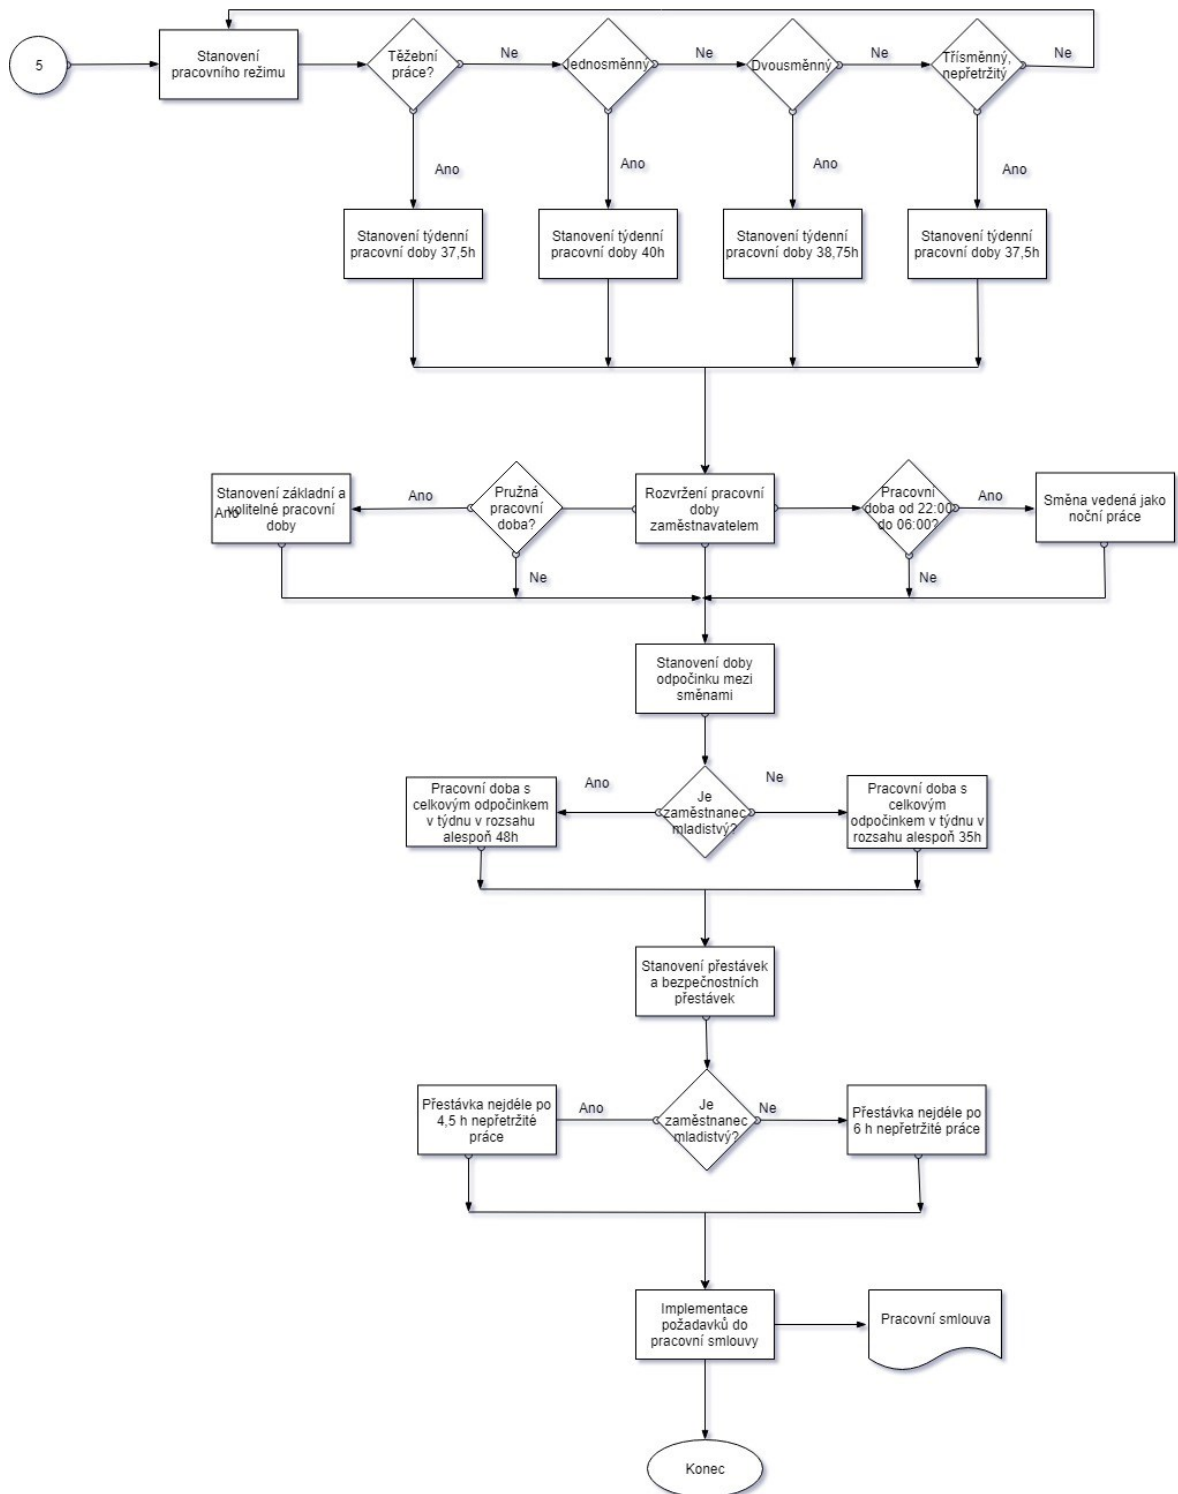 5
Stanovení
pracovního režimu
Těžební
práce?
Ne
Jednosměnný
Ne
Dvousměnný
Ne
Třísměnný,
nepřetržitý
Ne
Ano
Ano
Ano
Ano
Stanovení týdenní
pracovní doby 37,5h
Stanovení týdenní
pracovní doby 40h
Stanovení týdenní
pracovní doby 38,75h
Stanovení týdenní
pracovní doby 37,5h
Stanovení základní a
volitelné pracovní
doby
Ano
Ano
Pružná
pracovní
doba?
Ne
Rozvržení pracovní
doby
zaměstnavatelem
Pracovní
doba od 22:00
do 06:00?
Ano
Ne
Směna vedená jako
noční práce
Stanovení doby
odpočinku mezi
směnami
Pracovní doba s
celkovým odpočinkem
v týdnu v rozsahu
alespoň 48h
Ano
Je
zaměstnanec
mladistvý?
Ne
Pracovní doba s
celkovým
odpočinkem v týdnu v
rozsahu alespoň 35h
Stanovení přestávek
a bezpečnostních
přestávek
Přestávka nejdéle po
4,5 h nepřetržité
práce
Ano
Je
zaměstnanec
mladistvý?
Ne
Přestávka nejdéle po
6 h nepřetržité práce
Implementace
požadavků do
pracovní smlouvy
Pracovní smlouva
Konec